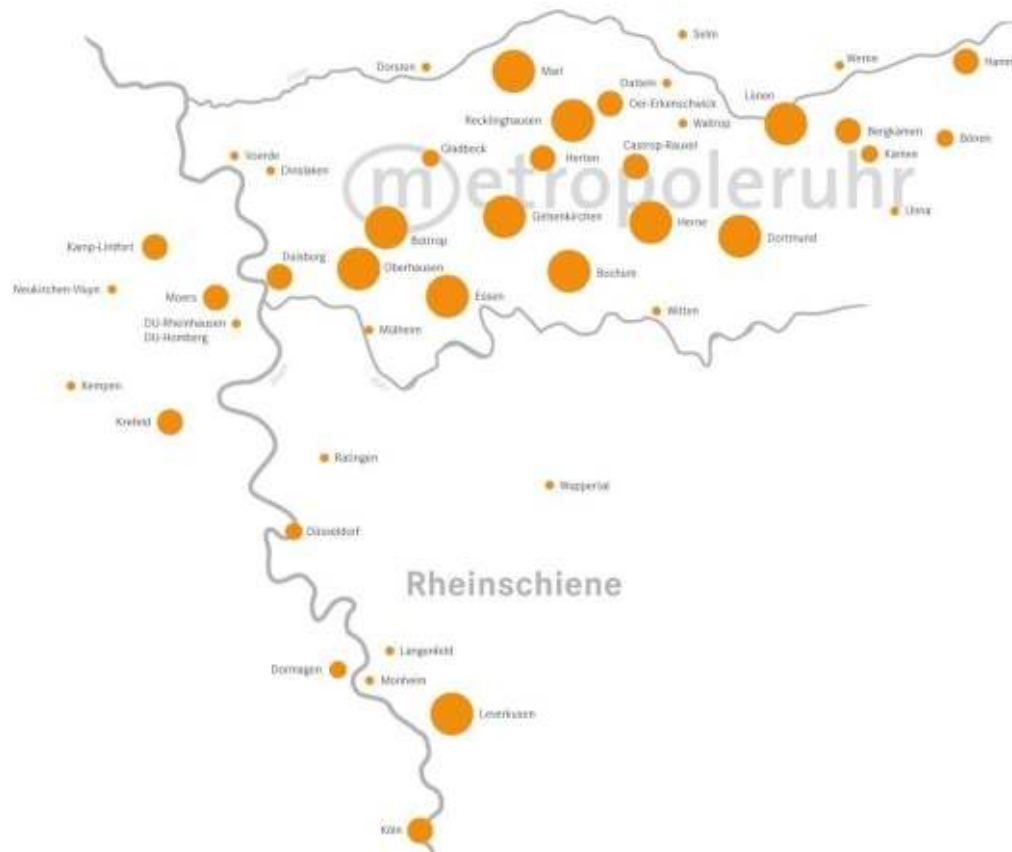 Selm
Dorsten
Marl
Werne
Hamm
Datteln
Oer-Erkenschwick
Lünen
Recklinghausen
Waltrop
Bergkamen
Bönen
Castrop-Rauxel
Gladbeck
Herten
Kamen
Voerde
Dinslaken
metropoleruhr
Unna
Gelsenkirchen
Herne
Dortmund
Bottrop
Kamp-Lintfort
Duisburg
Oberhausen
Bochum
Neukirchen-Vluyn
Moers
Essen
Witten
DU-Rheinhausen
DU-Homberg
Mülheim
Kempen
Krefeld
Ratingen
Wuppertal
Düsseldorf
Rheinschiene
Langenfeld
Dormagen
Monheim
Leverkusen
Köln